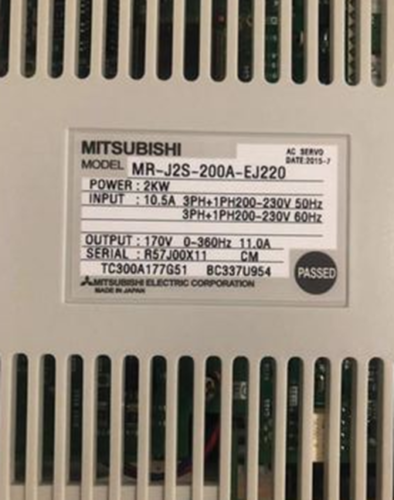 MITSUBISHI
AC SERVO
DATE:2015-7
MODEL MR-J2S-200A-EJ220
POWER : 2KW
INPUT : 10.5A 3PH+1PH200-230V 50Hz
3PH+1PH200-230V 60Hz
OUTPUT : 170V 0-360Hz 11.0A
SERIAL : R57J00X11 CM
TC300A177G51 BC337U954
PASSED
MITSUBISHI ELECTRIC CORPORATION
MADE IN JAPAN